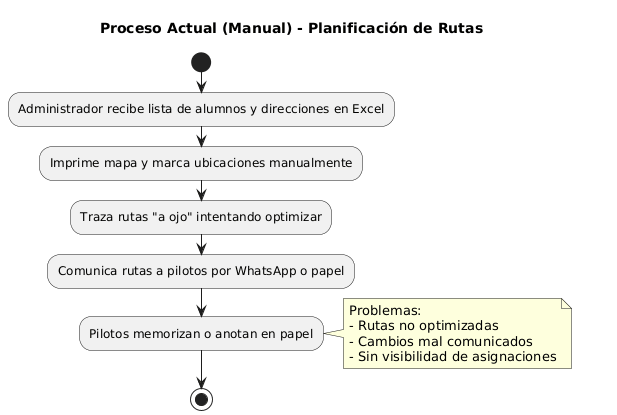 Proceso Actual (Manual) - Planificación de Rutas
Administrador recibe lista de alumnos y direcciones en Excel
Imprime mapa y marca ubicaciones manualmente
Traza rutas "a ojo" intentando optimizar
Comunica rutas a pilotos por WhatsApp o papel
Pilotos memorizan o anotan en papel
Problemas:
- Rutas no optimizadas
- Cambios mal comunicados
- Sin visibilidad de asignaciones